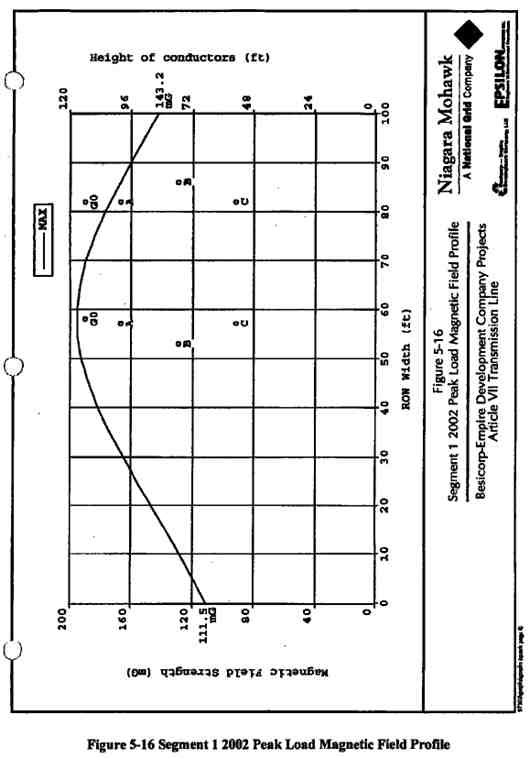 MAX
Height of conductors (ft)
120
96
143.2
mG
72
48
24
0
100
90
80
70
60
50
40
30
20
10
0
G0
A
B
C
G0
A
B
C
ROW Width (ft)
200
160
120
111.5
mG
80
40
0
Magnetic Field Strength (mG)
Figure 5-16
Segment 1 2002 Peak Load Magnetic Field Profile
Besicorp-Empire Development Company Projects
Article VII Transmission Line
Niagara Mohawk
A National Grid Company
EPSILON
Figure 5-16 Segment 1 2002 Peak Load Magnetic Field Profile